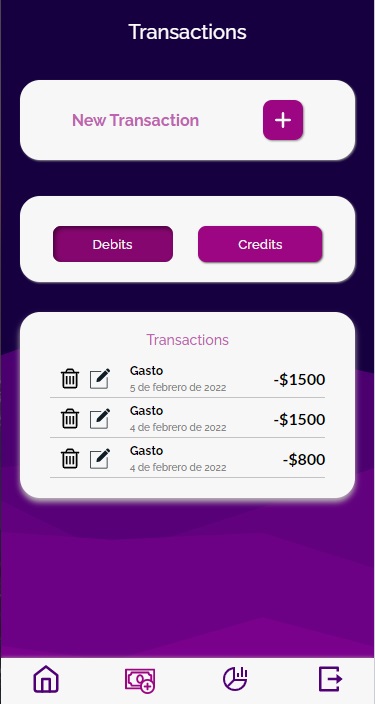 Transactions
New Transaction
Debits
Credits
Transactions
Gasto
5 de febrero de 2022
-$1500
Gasto
4 de febrero de 2022
-$1500
Gasto
4 de febrero de 2022
-$800